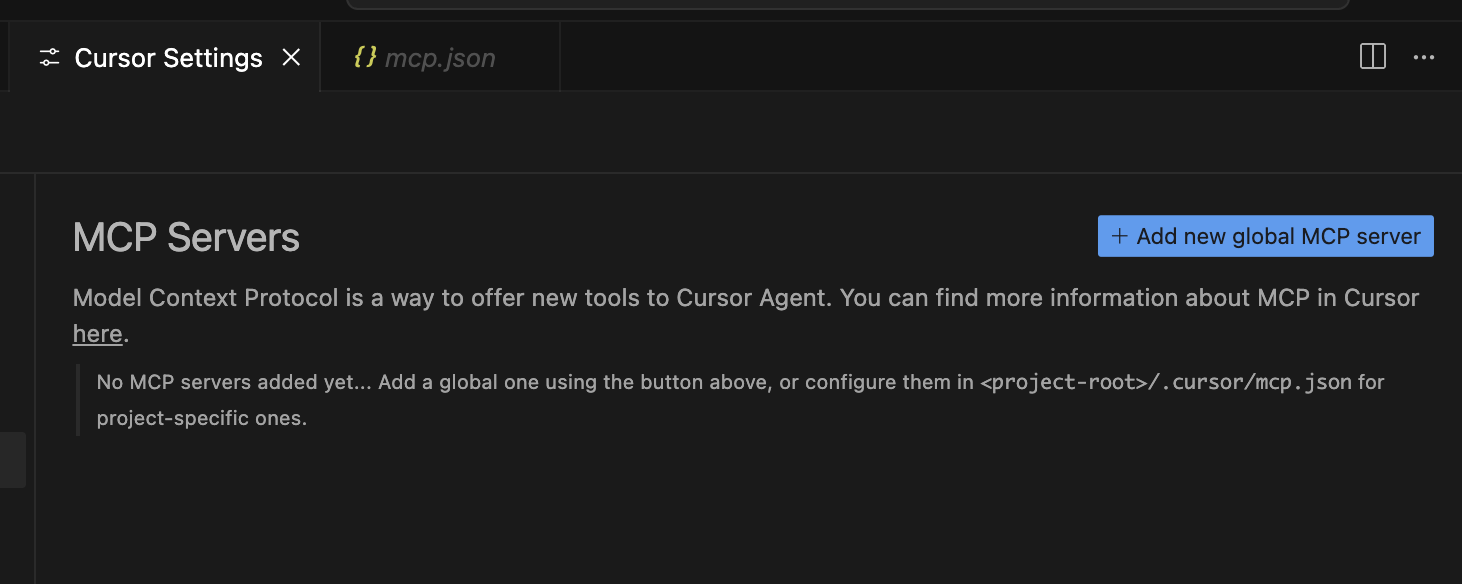 Cursor Settings
{} mcp.json
MCP Servers
+ Add new global MCP server
Model Context Protocol is a way to offer new tools to Cursor Agent. You can find more information about MCP in Cursor
here.
No MCP servers added yet... Add a global one using the button above, or configure them in <project-root>/.cursor/mcp.json for
project-specific ones.